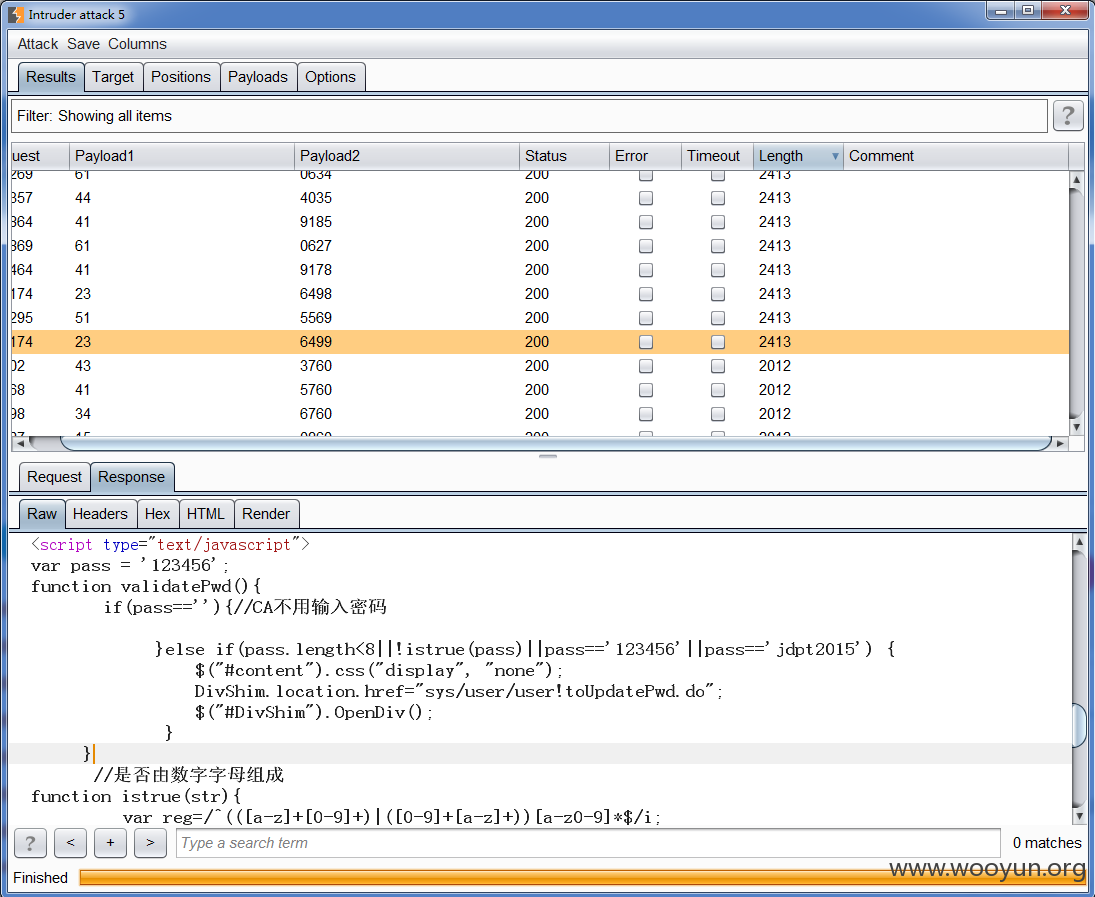 Intruder attack 5
Attack Save Columns
Results Target Positions Payloads Options
Filter: Showing all items
?
uest Payload1 Payload2 Status Error Timeout Length Comment
269 61 0634 200 2413
357 44 4035 200 2413
364 41 9185 200 2413
369 61 0627 200 2413
464 41 9178 200 2413
174 23 6498 200 2413
295 51 5569 200 2413
174 23 6499 200 2413
02 43 3760 200 2012
68 41 5760 200 2012
98 34 6760 200 2012
Request Response
Raw Headers Hex HTML Render
<script type="text/javascript">
var pass = '123456';
function validatePwd(){
if(pass==''){//CA不用输入密码
}else if(pass.length<8||!istrue(pass)||pass=='123456'||pass=='jdpt2015') {
$("#content").css("display", "none");
DivShim.location.href="sys/user/user!toUpdatePwd.do";
$("#DivShim").OpenDiv();
}
}
//是否由数字字母组成
function istrue(str){
var reg=/^(([a-z]+[0-9]+)|([0-9]+[a-z]+))[a-z0-9]*$/i;
? < + > Type a search term 0 matches
www.wooyun.org
Finished